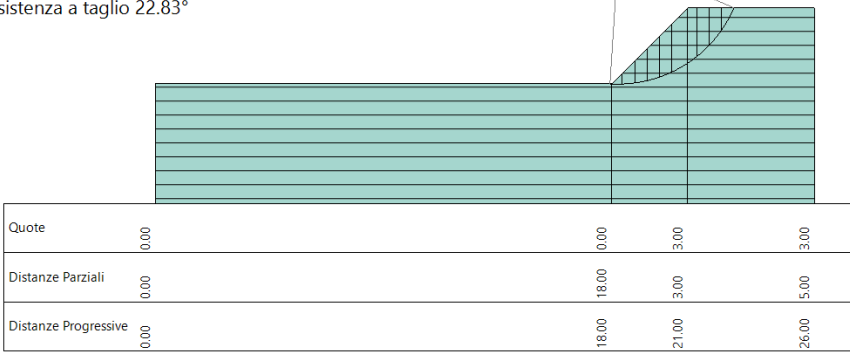 sistenza a taglio 22.83°
Quote 0.00 0.00 3.00 3.00
Distanze Parziali 0.00 18.00 3.00 5.00
Distanze Progressive 0.00 18.00 21.00 26.00